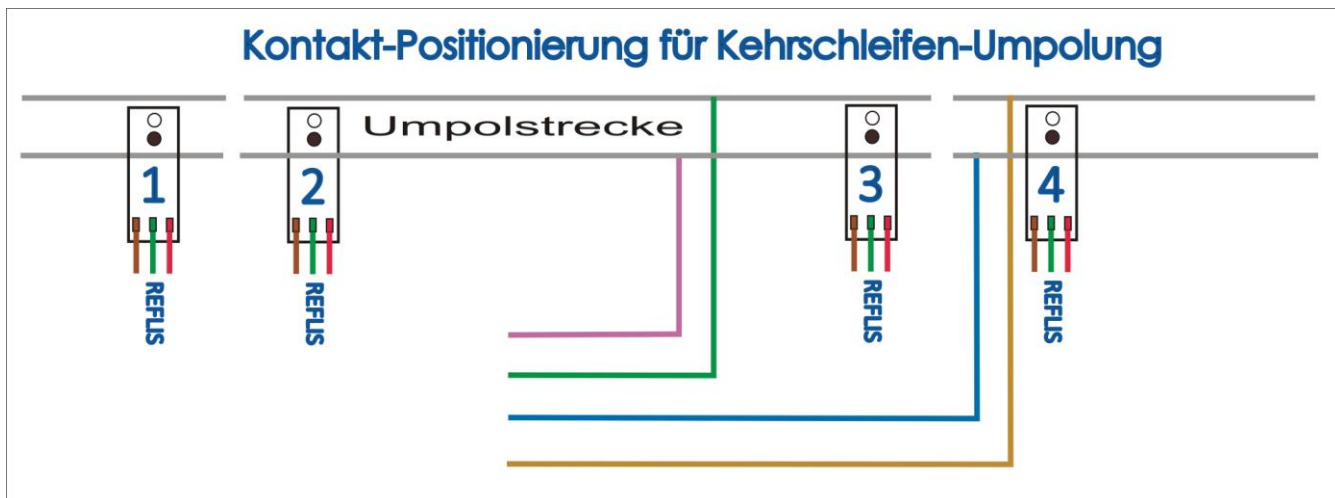 Kontakt-Positionierung für Kehrschleifen-Umpolung
Umpolstrecke
1
2
3
4
REFLIS
REFLIS
REFLIS
REFLIS